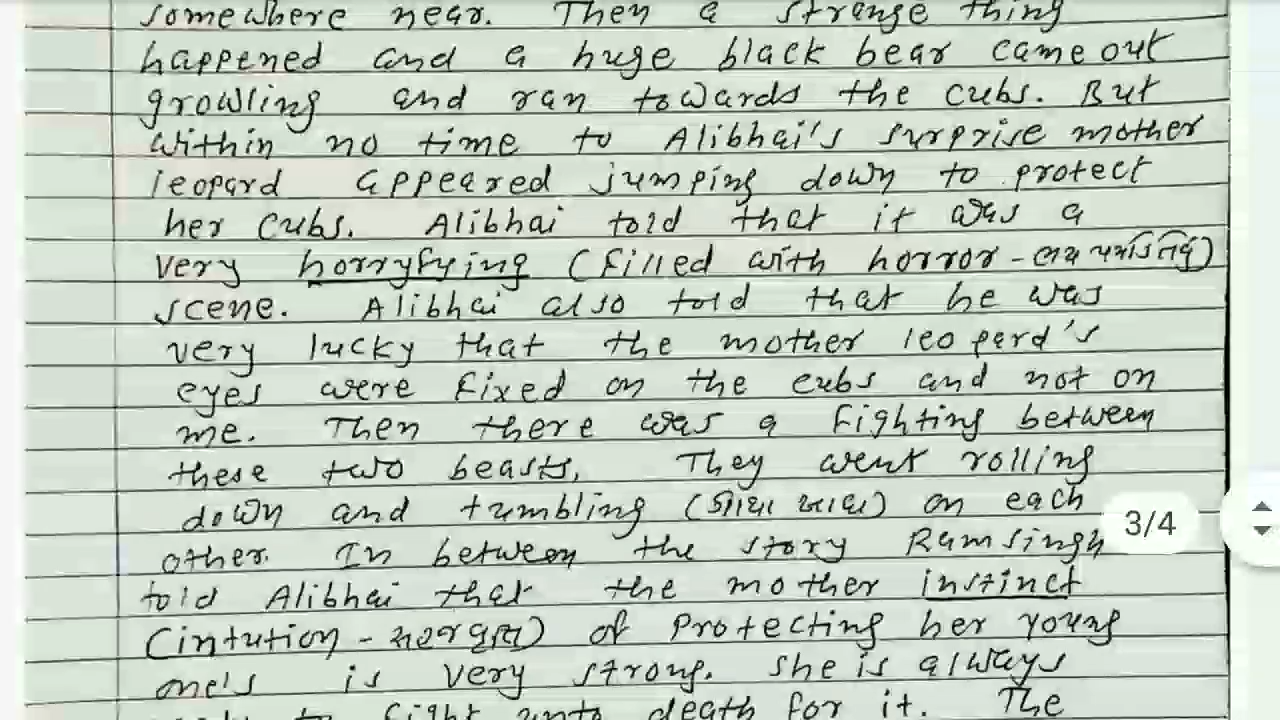 somewhere near. Then a strange thing
happened and a huge black bear came out
growling and ran towards the cubs. But
within no time to Alibhai's surprise mother
leopard appeared jumping down to protect
her cubs. Alibhai told that it was a
very horryfying (filled with horror -
scene. Alibhai also told that he was
very lucky that the mother leopard's
eyes were fixed on the cubs and not on
me. Then there was a fighting between
these two beasts, They went rolling
down and tumbling (ગોથા ખાવા) on each
3/4
other. In between the story Ramsingh
told Alibhai that the mother instinct
(intution - સહજવૃત્તિ) of protecting her young
one's is very strong. She is always
fight unto death for it. The